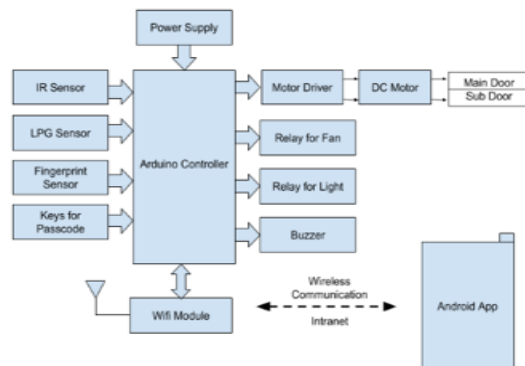 Power Supply
IR Sensor
LPG Sensor
Fingerprint
Sensor
Keys for
Passcode
Arduino Controller
Motor Driver
DC Motor
Main Door
Sub Door
Relay for Fan
Relay for Light
Buzzer
Wifi Module
Wireless
Communication
Intranet
Android App